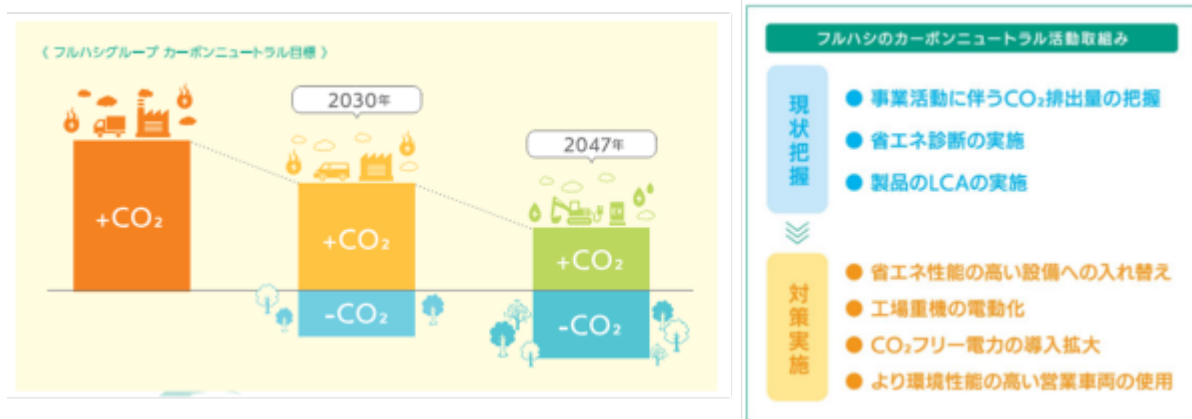 《 フルハシグループ カーボンニュートラル目標 》
2030年
2047年
+CO₂
+CO₂
+CO₂
-CO₂
-CO₂
フルハシのカーボンニュートラル活動取組み
現状把握
● 事業活動に伴うCO₂排出量の把握
● 省エネ診断の実施
● 製品のLCAの実施
対策実施
● 省エネ性能の高い設備への入れ替え
● 工場重機の電動化
● CO₂フリー電力の導入拡大
● より環境性能の高い営業車両の使用